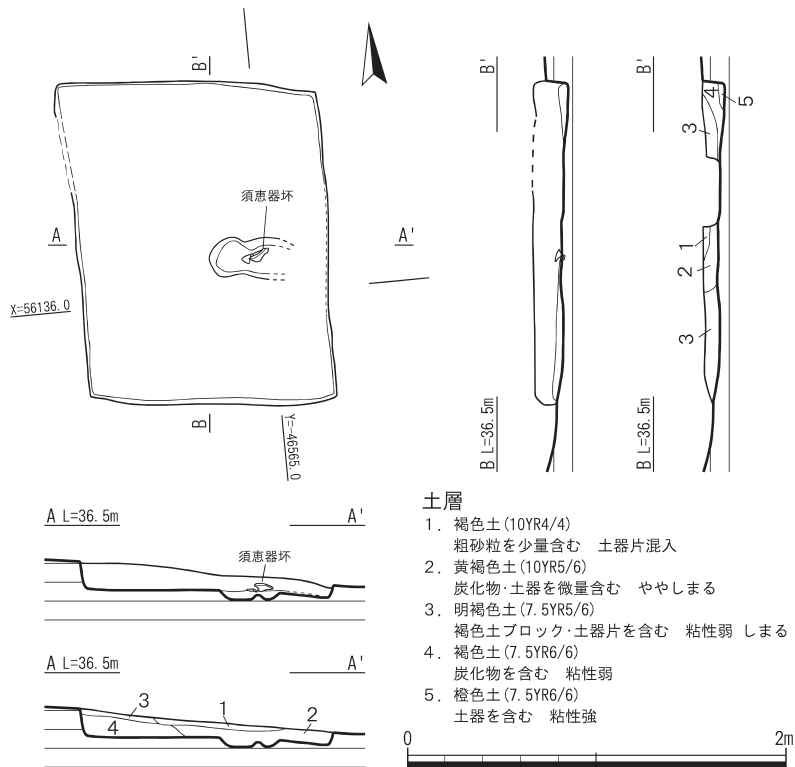 B'
須恵器坏
A
A'
X=56136.0
B
Y=-46565.0
B'
B L=36.5m
B'
4
5
3
1
2
3
B L=36.5m
A L=36.5m
A'
須恵器坏
A L=36.5m
A'
3
1
2
4
土層
1. 褐色土(10YR4/4)
粗砂粒を少量含む 土器片混入
2. 黄褐色土(10YR5/6)
炭化物･土器を微量含む ややしまる
3. 明褐色土(7.5YR5/6)
褐色土ブロック･土器片を含む 粘性弱 しまる
4. 褐色土(7.5YR6/6)
炭化物を含む 粘性弱
5. 橙色土(7.5YR6/6)
土器を含む 粘性強
0
2m